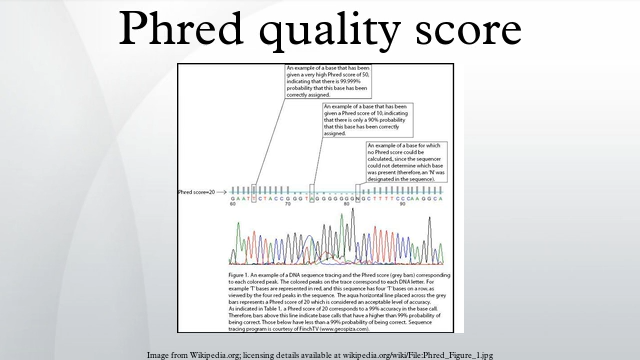 Phred quality score
An example of a base that has been
given a very high Phred score of 50,
indicating that there is 99.999%
probability that this base has been
correctly assigned.
An example of a base that has been
given a Phred score of 10, indicating
that there is only a 90% probability
that this base has been correctly
assigned.
An example of a base for which
no Phred score could be
calculated, since the sequencer
could not determine which base
was present (therefore, an 'N' was
designated in the sequence).
Phred score=20
G A A T T C T A C C G G G T A G G G G G G G N G C T T T T C C C A A G G C A
60 70 80 90
Figure 1. An example of a DNA sequence tracing and the Phred score (grey bars) corresponding
to each colored peak. The colored peaks on the trace correspond to each DNA letter. For
example 'T' bases are represented in red, and this sequence has four 'T' bases on a row, as
viewed by the four red peaks in the sequence. The aqua horizontal line placed across the grey
bars represents a Phred score of 20 which is considered an acceptable level of accuracy.
As indicated in Table 1, a Phred score of 20 corresponds to a 99% accuracy in the base call.
Therefore, bars above this line indicate base calls that have a higher than 99% probability of
being correct. Those below have less than a 99% probability of being correct. Sequence
tracing program is courtesy of FinchTV (www.geospiza.com).
Image from Wikipedia.org; licensing details available at wikipedia.org/wiki/File:Phred_Figure_1.jpg